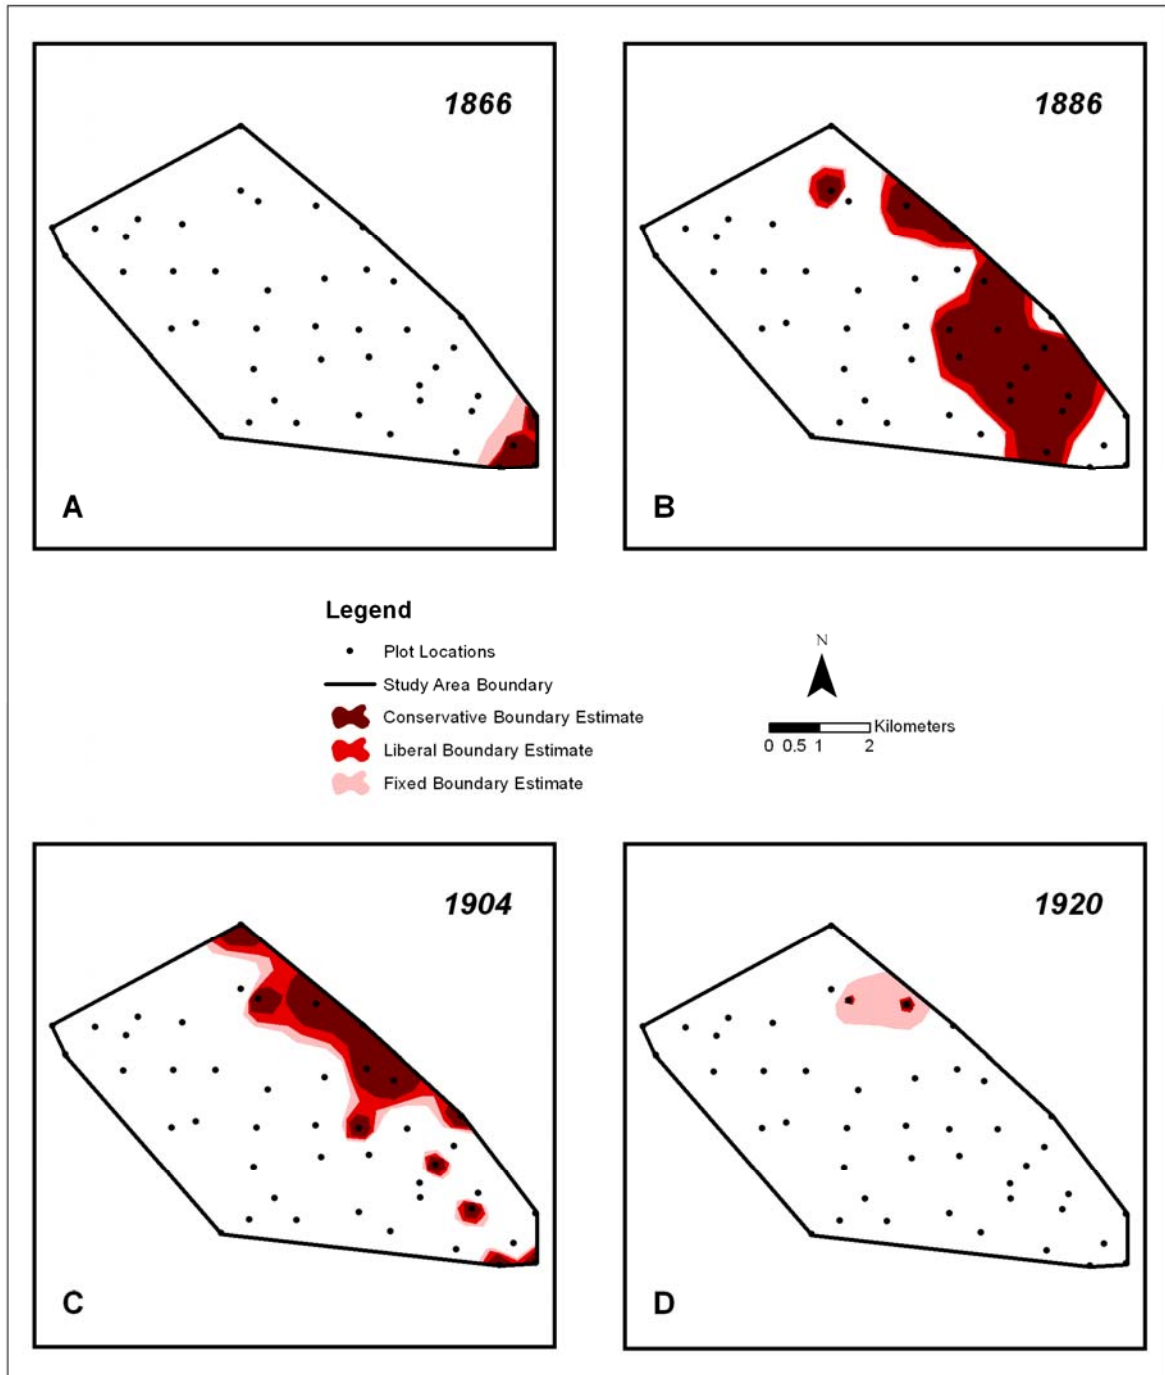 1866
1886
A
B
Legend
Plot Locations
Study Area Boundary
Conservative Boundary Estimate
Liberal Boundary Estimate
Fixed Boundary Estimate
N
Kilometers
0 0.5 1 2
1904
1920
C
D